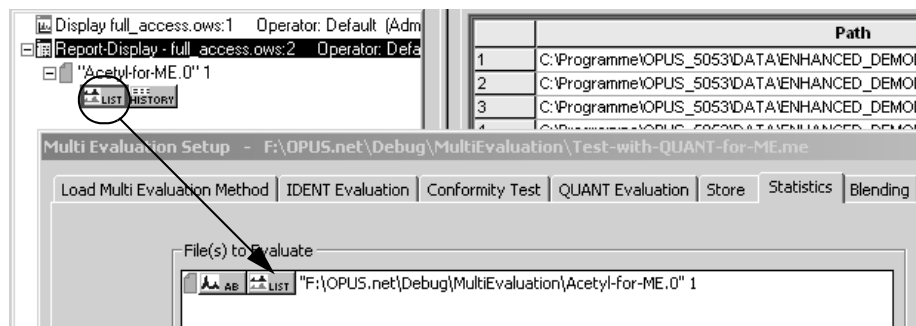 Display full_access.ows:1 Operator: Default (Adm
Report-Display - full_access.ows:2 Operator: Defa
"Acetyl-for-ME.0" 1
LIST HISTORY
Path
1 C:\Programme\OPUS_5053\DATA\ENHANCED_DEMO
2 C:\Programme\OPUS_5053\DATA\ENHANCED_DEMO
3 C:\Programme\OPUS_5053\DATA\ENHANCED_DEMO
Multi Evaluation Setup - F:\OPUS.net\Debug\MultiEvaluation\Test-with-QUANT-for-ME.me
Load Multi Evaluation Method IDENT Evaluation Conformity Test QUANT Evaluation Store Statistics Blending
File(s) to Evaluate
AB LIST "F:\OPUS.net\Debug\MultiEvaluation\Acetyl-for-ME.0" 1